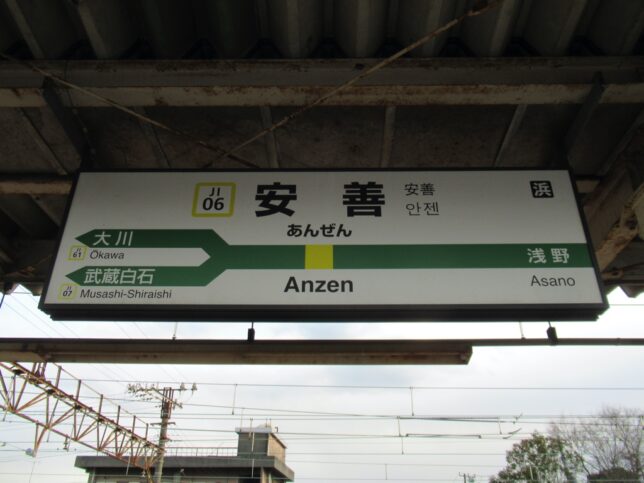 JI
06
安善
安善
안젠
浜
あんぜん
大川
JI
61
Ōkawa
武蔵白石
JI
07
Musashi-Shiraishi
Anzen
浅野
Asano